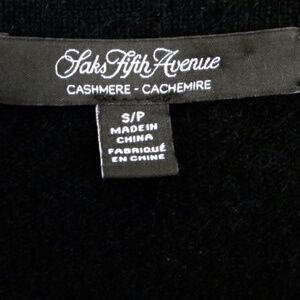 Saks Fifth Avenue
CASHMERE - CACHEMIRE
S/P
MADE IN
CHINA
FABRIQUÉ
EN CHINE